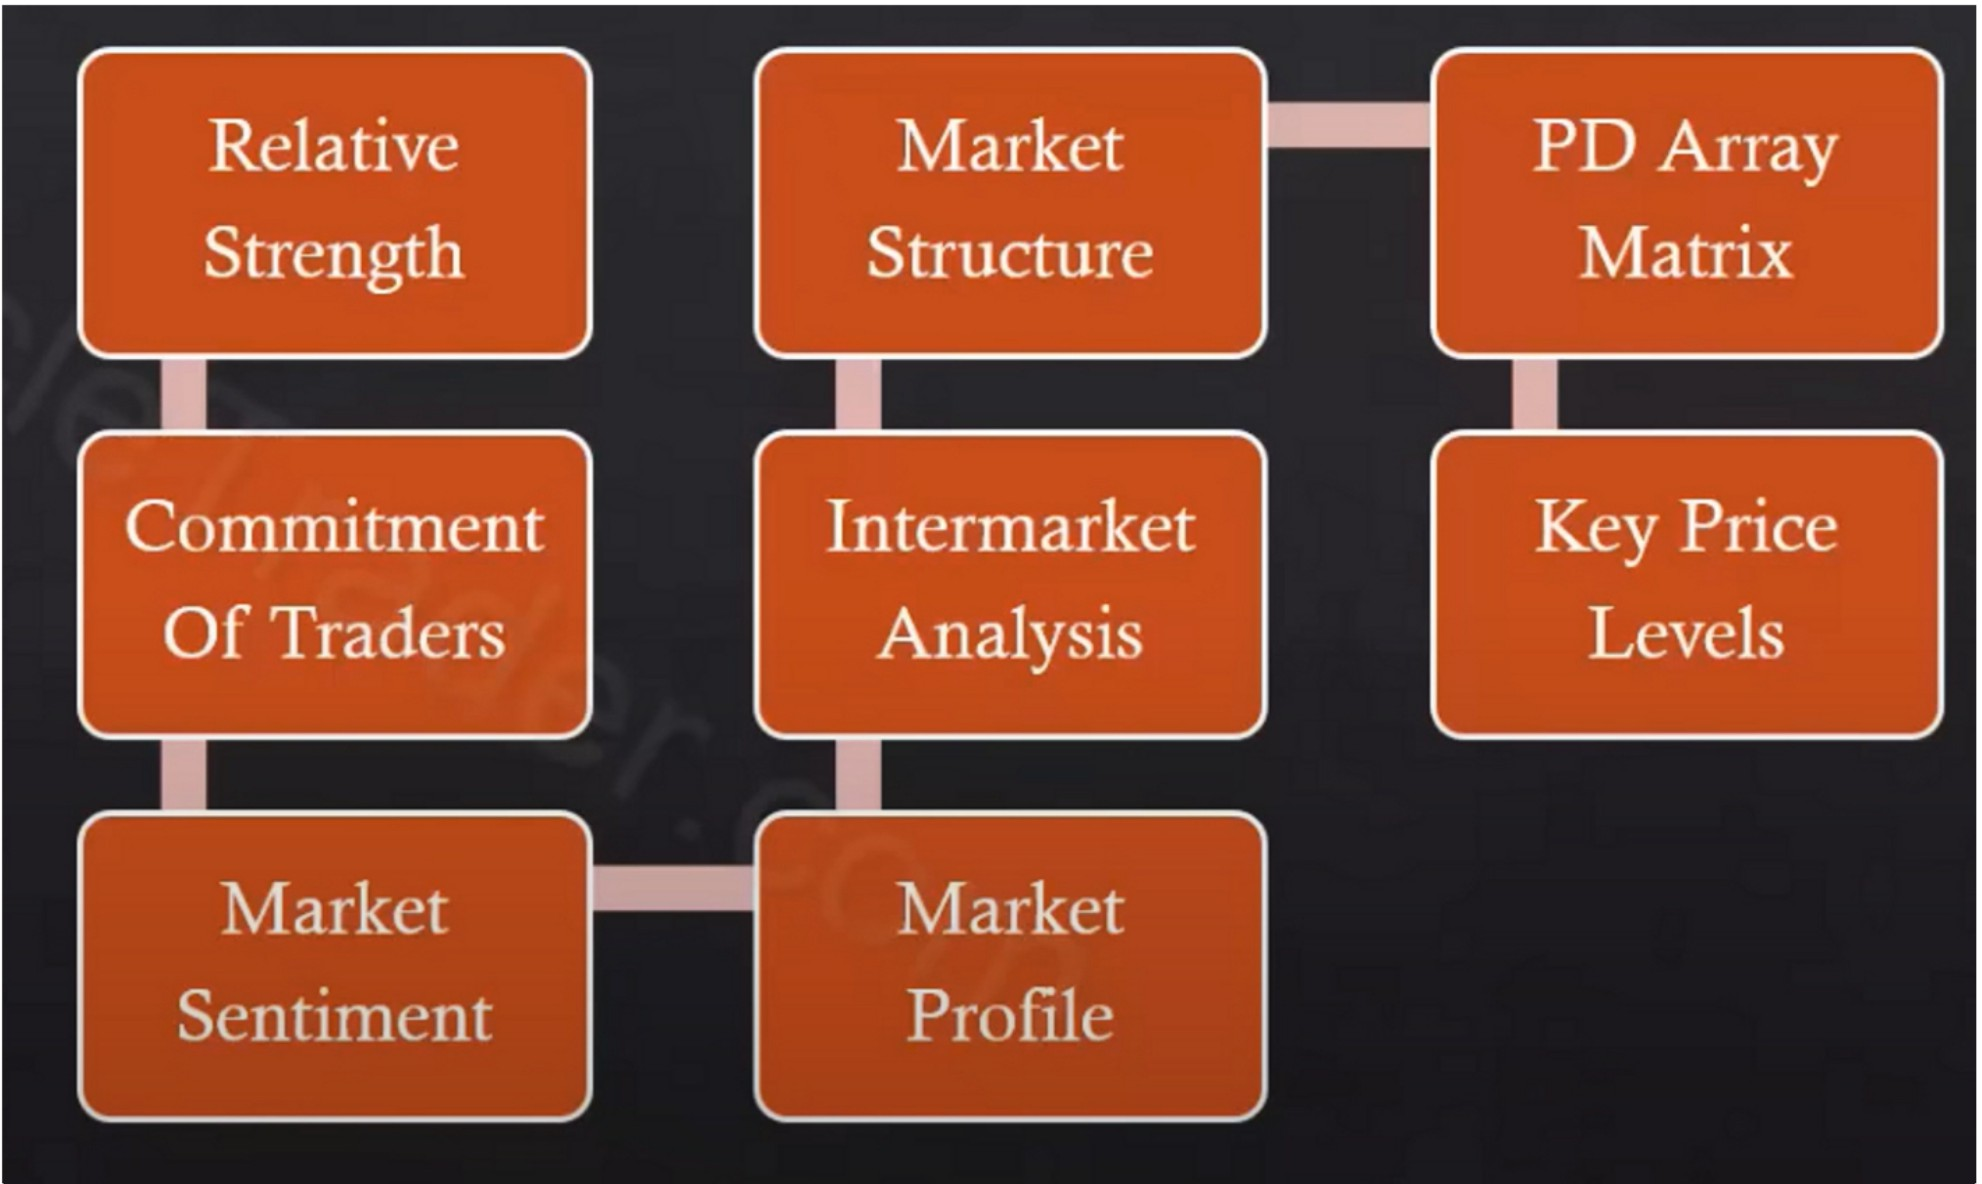 Relative
Strength
Commitment
Of Traders
Market
Sentiment
Market
Profile
Intermarket
Analysis
Market
Structure
PD Array
Matrix
Key Price
Levels